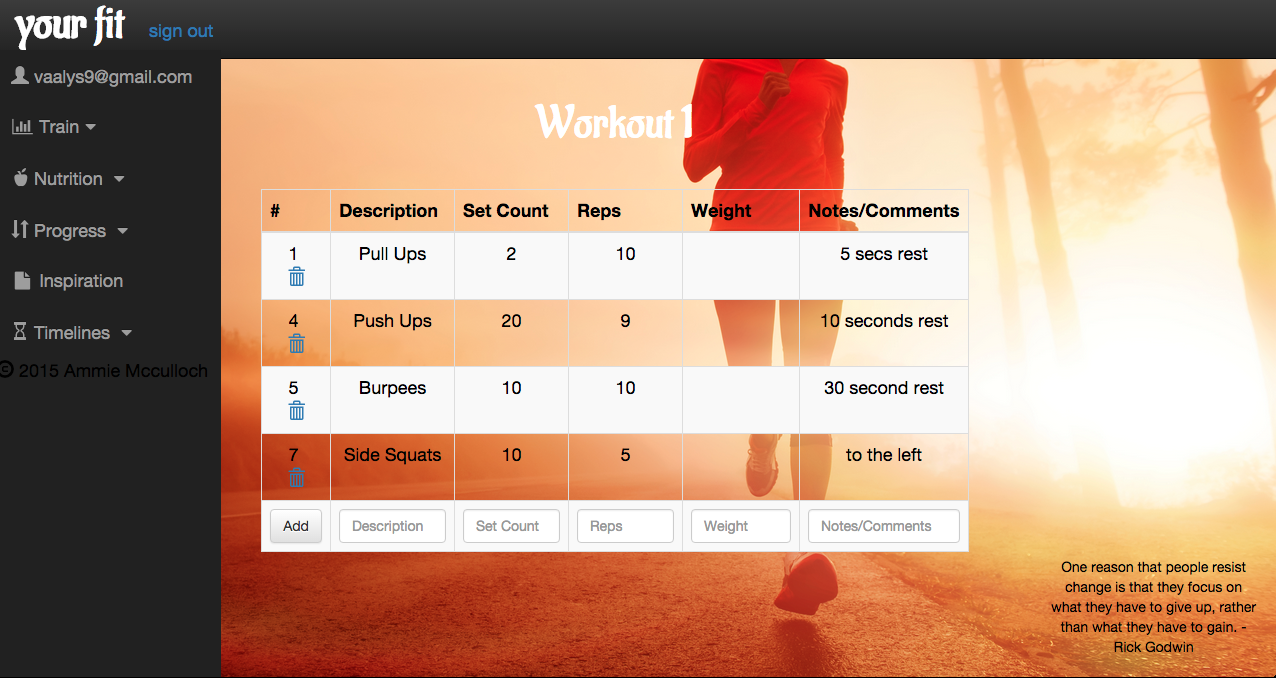 your fit
sign out
vaalys9@gmail.com
Train
Nutrition
Progress
Inspiration
Timelines
© 2015 Ammie Mcculloch
Workout 1
# Description Set Count Reps Weight Notes/Comments
1 Pull Ups 2 10 5 secs rest
4 Push Ups 20 9 10 seconds rest
5 Burpees 10 10 30 second rest
7 Side Squats 10 5 to the left
Add Description Set Count Reps Weight Notes/Comments
One reason that people resist
change is that they focus on
what they have to give up, rather
than what they have to gain. -
Rick Godwin